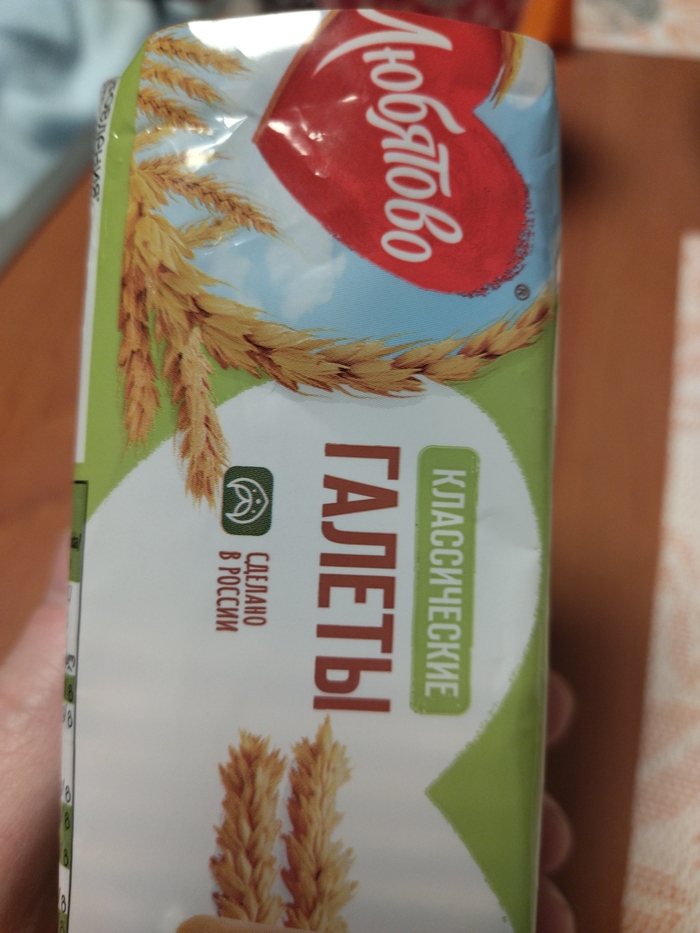 Любятово
®
КЛАССИЧЕСКИЕ
ГАЛЕТЫ
СДЕЛАНО
В РОССИИ